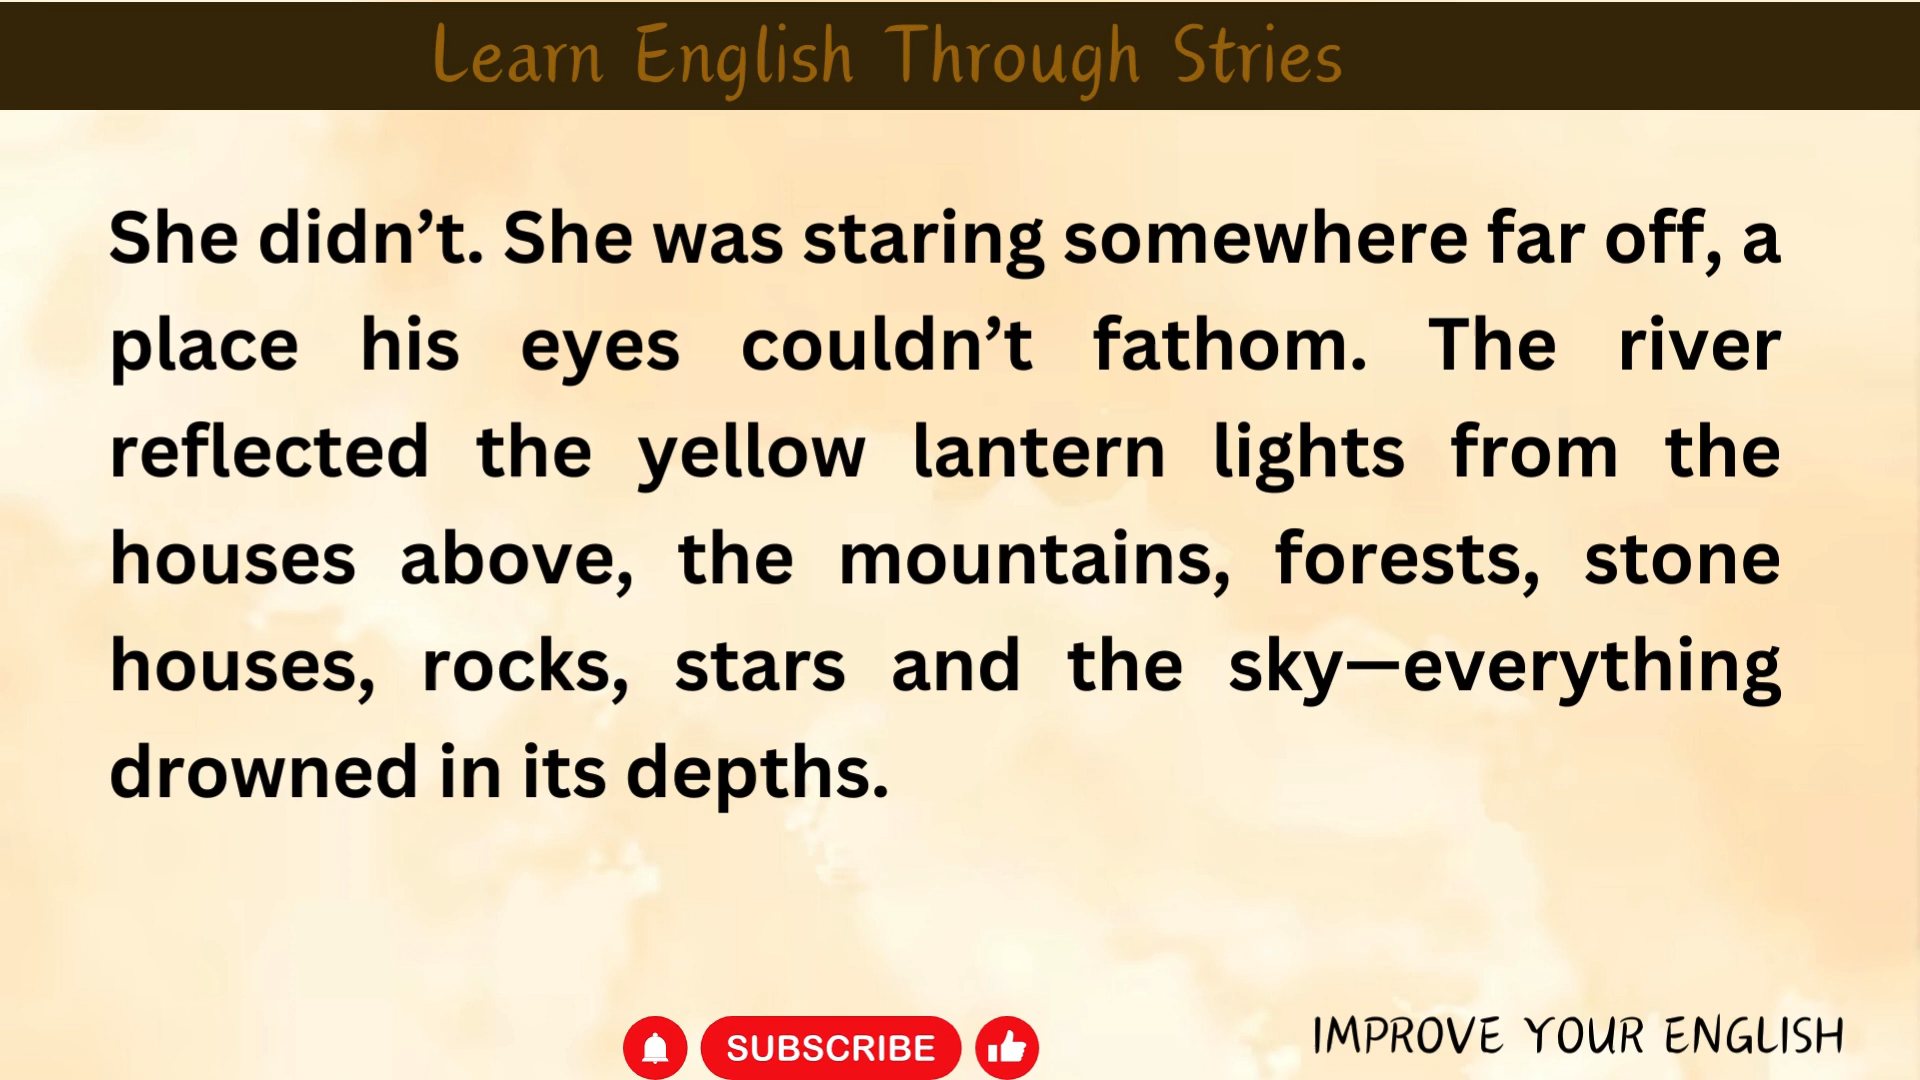 Learn English Through Stries
She didn’t. She was staring somewhere far off, a
place his eyes couldn’t fathom. The river
reflected the yellow lantern lights from the
houses above, the mountains, forests, stone
houses, rocks, stars and the sky—everything
drowned in its depths.
SUBSCRIBE
IMPROVE YOUR ENGLISH